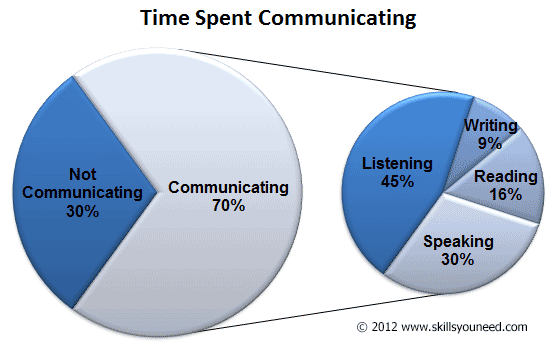 Time Spent Communicating
Not
Communicating
30%
Communicating
70%
Listening
45%
Writing
9%
Reading
16%
Speaking
30%
© 2012 www.skillsyouneed.com